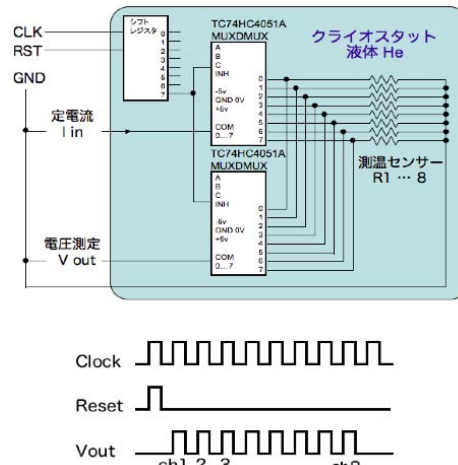 CLK
RST
GND
シフト
レジスタ
0
1
2
3
4
5
6
7
定電流
I in
電圧測定
V out
TC74HC4051A
MUXDMUX
A
B
C
INH
-5v
GND 0V
+5v
COM
0...7
0
1
2
3
4
5
6
7
TC74HC4051A
MUXDMUX
A
B
C
INH
-5v
GND 0V
+5v
COM
0...7
0
1
2
3
4
5
6
7
クライオスタット
液体 He
測温センサー
R1 … 8
Clock
Reset
Vout
ch1 2 3 ch8